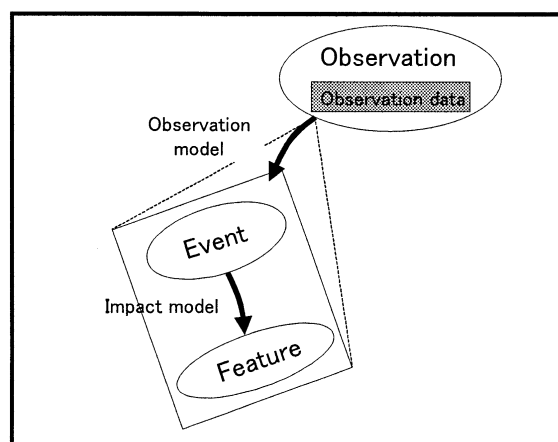 Observation
Observation data
Observation
model
Event
Impact model
Feature